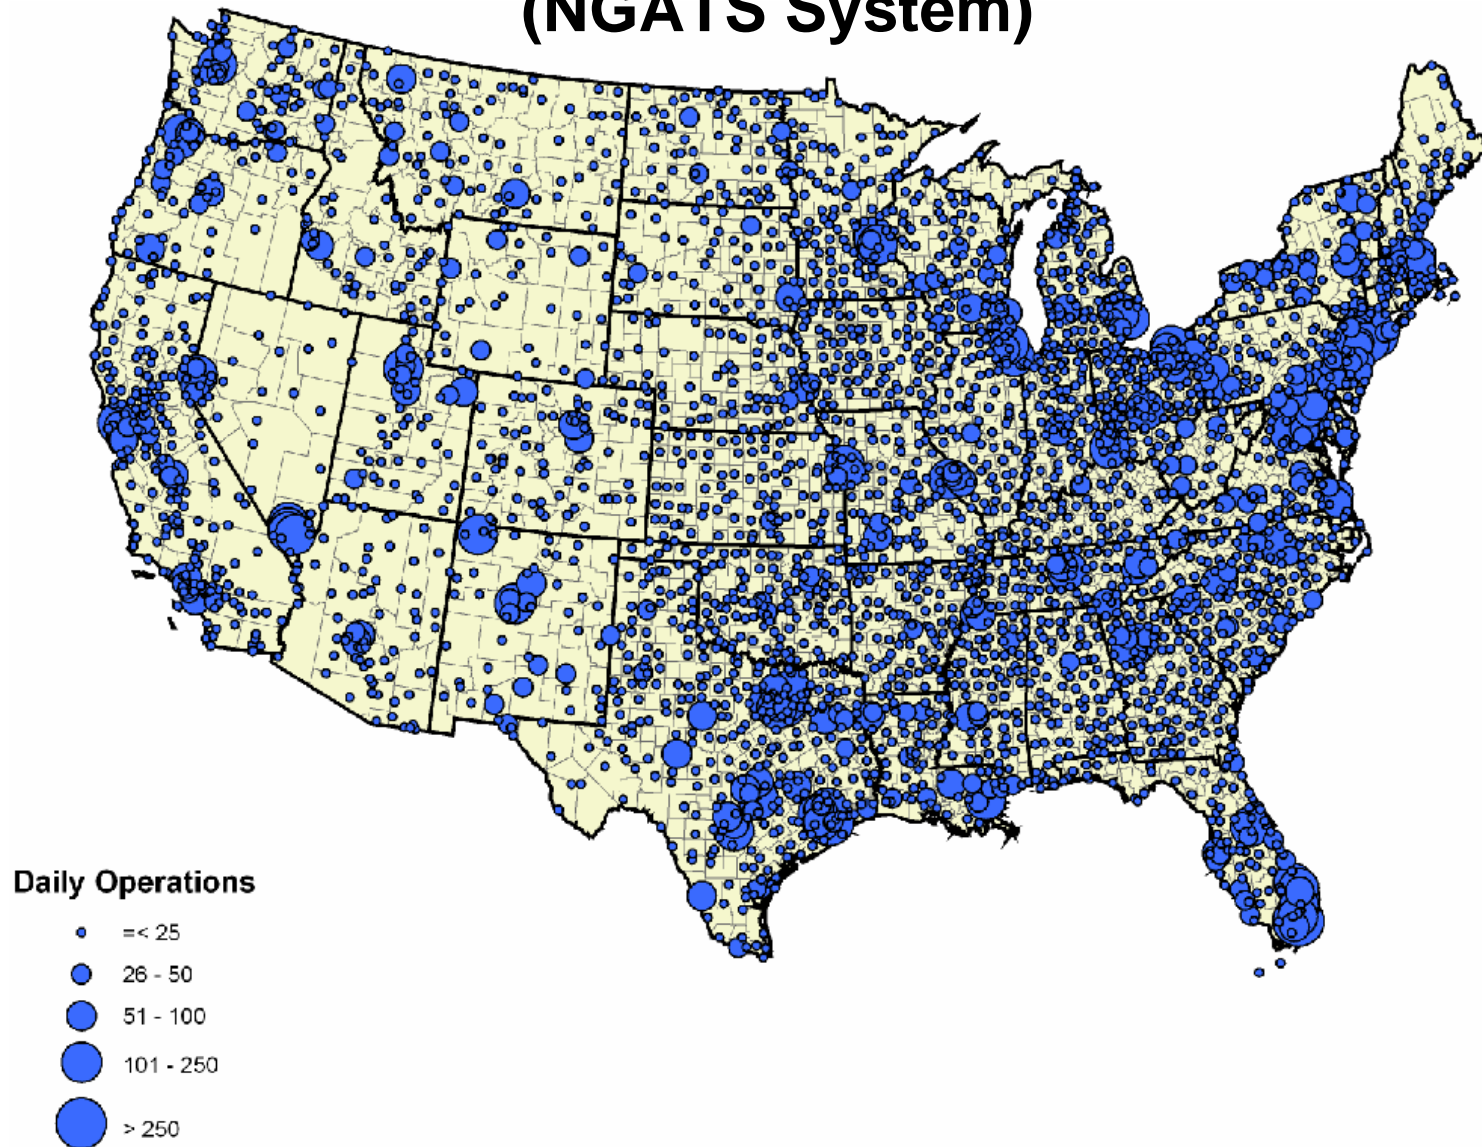 (NGATS System)
Daily Operations
=< 25
26 - 50
51 - 100
101 - 250
> 250